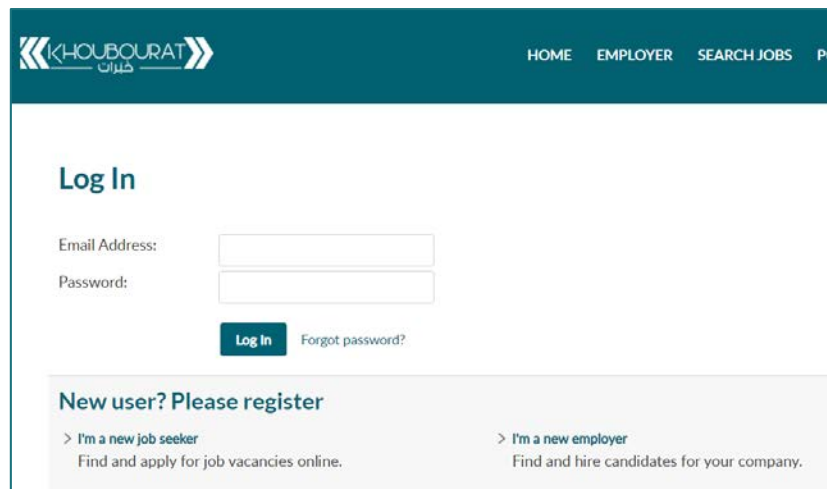 KHOUBOURAT
خبرات
HOME EMPLOYER SEARCH JOBS
Log In
Email Address:
Password:
Log In Forgot password?
New user? Please register
> I'm a new job seeker
Find and apply for job vacancies online.
> I'm a new employer
Find and hire candidates for your company.